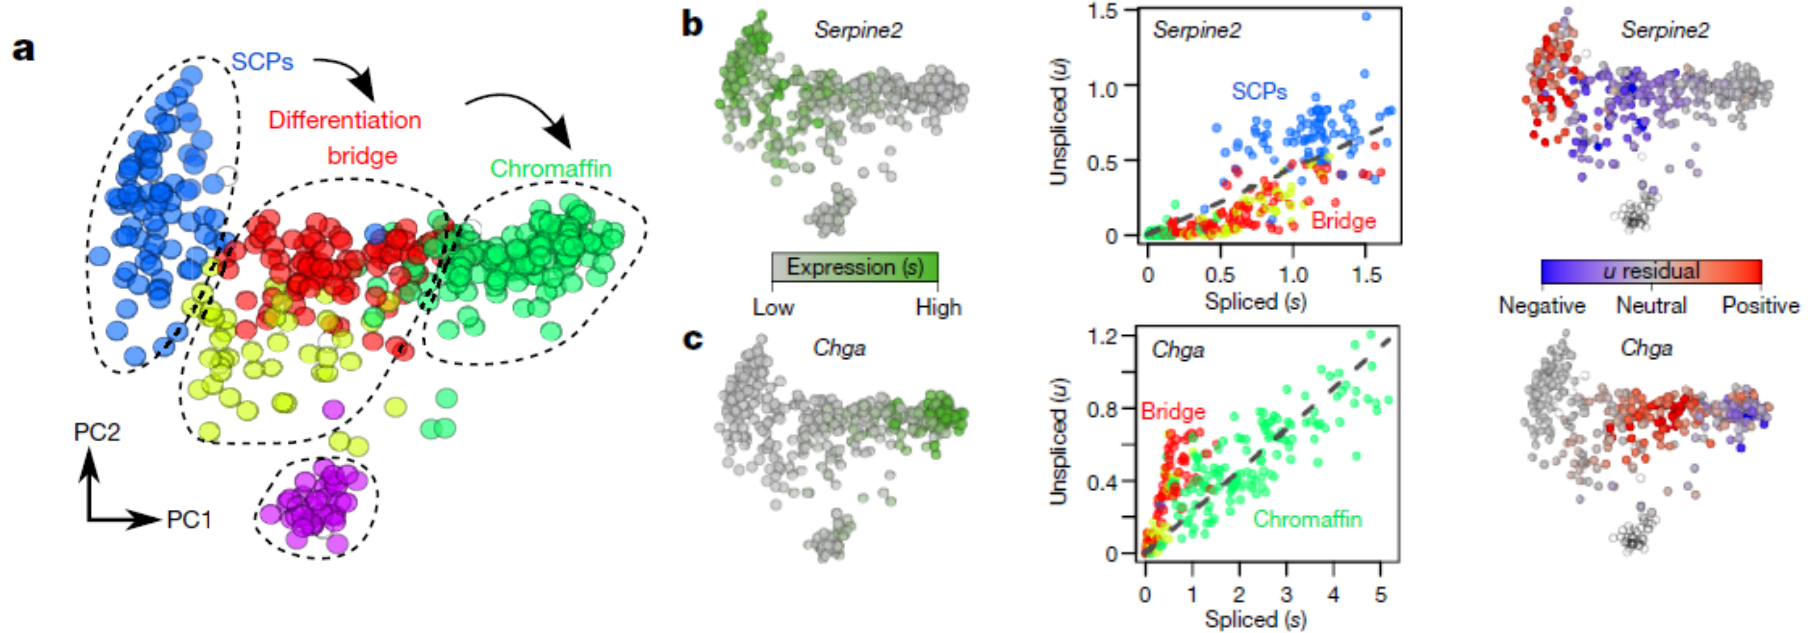 a
SCPs
Differentiation
bridge
Chromaffin
PC2
PC1
b
Serpine2
Expression (s)
Low
High
Serpine2
SCPs
Bridge
Unspliced (u)
1.5
1.0
0.5
0
0
0.5
1.0
1.5
Spliced (s)
Serpine2
u residual
Negative
Neutral
Positive
c
Chga
Chga
Bridge
Chromaffin
Unspliced (u)
1.2
0.8
0.4
0
0
1
2
3
4
5
Spliced (s)
Chga